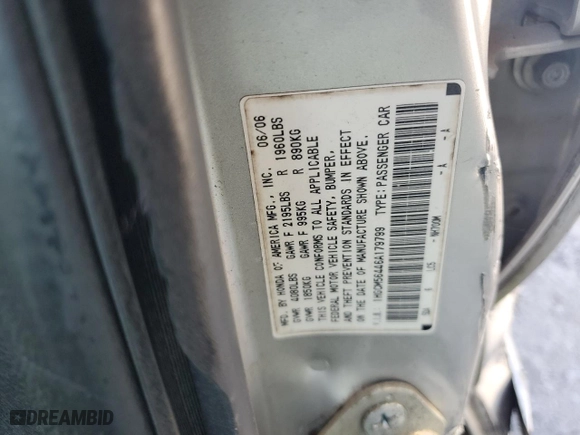 MFD. BY HONDA OF AMERICA MFG., INC. 06/06
GVWR 4080LBS GAWR F 2195LBS R 1960LBS
GVWR 1850KG GAWR F 995KG R 890KG
THIS VEHICLE CONFORMS TO ALL APPLICABLE
FEDERAL MOTOR VEHICLE SAFETY, BUMPER,
AND THEFT PREVENTION STANDARDS IN EFFECT
ON THE DATE OF MANUFACTURE SHOWN ABOVE.
V.I.N. 1HGCM56446A179799 TYPE:PASSENGER CAR
- A - A
DREAMBID